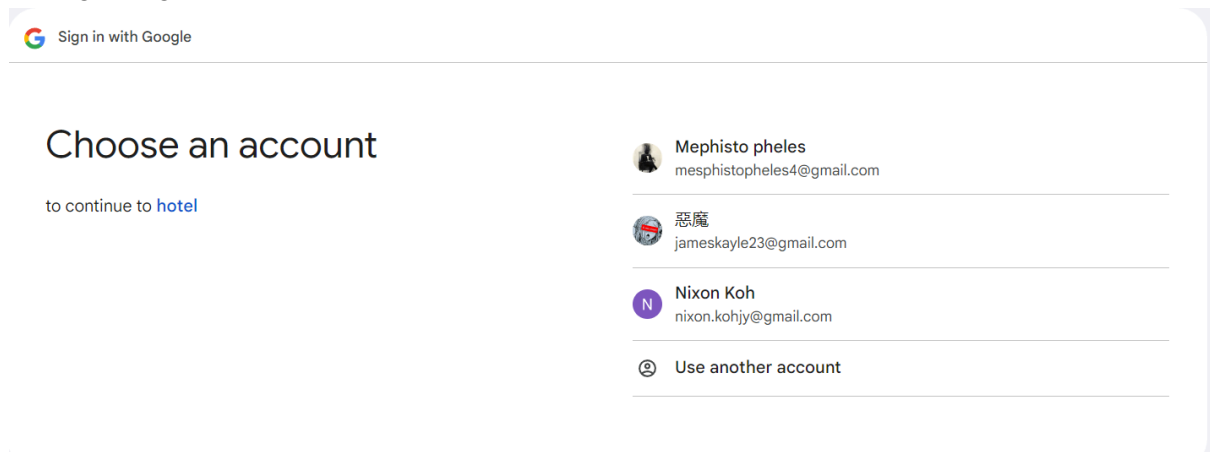 Sign in with Google
Choose an account
to continue to hotel
Mephisto pheles
mesphistopheles4@gmail.com
惡魔
jameskayle23@gmail.com
N
Nixon Koh
nixon.kohjy@gmail.com
Use another account